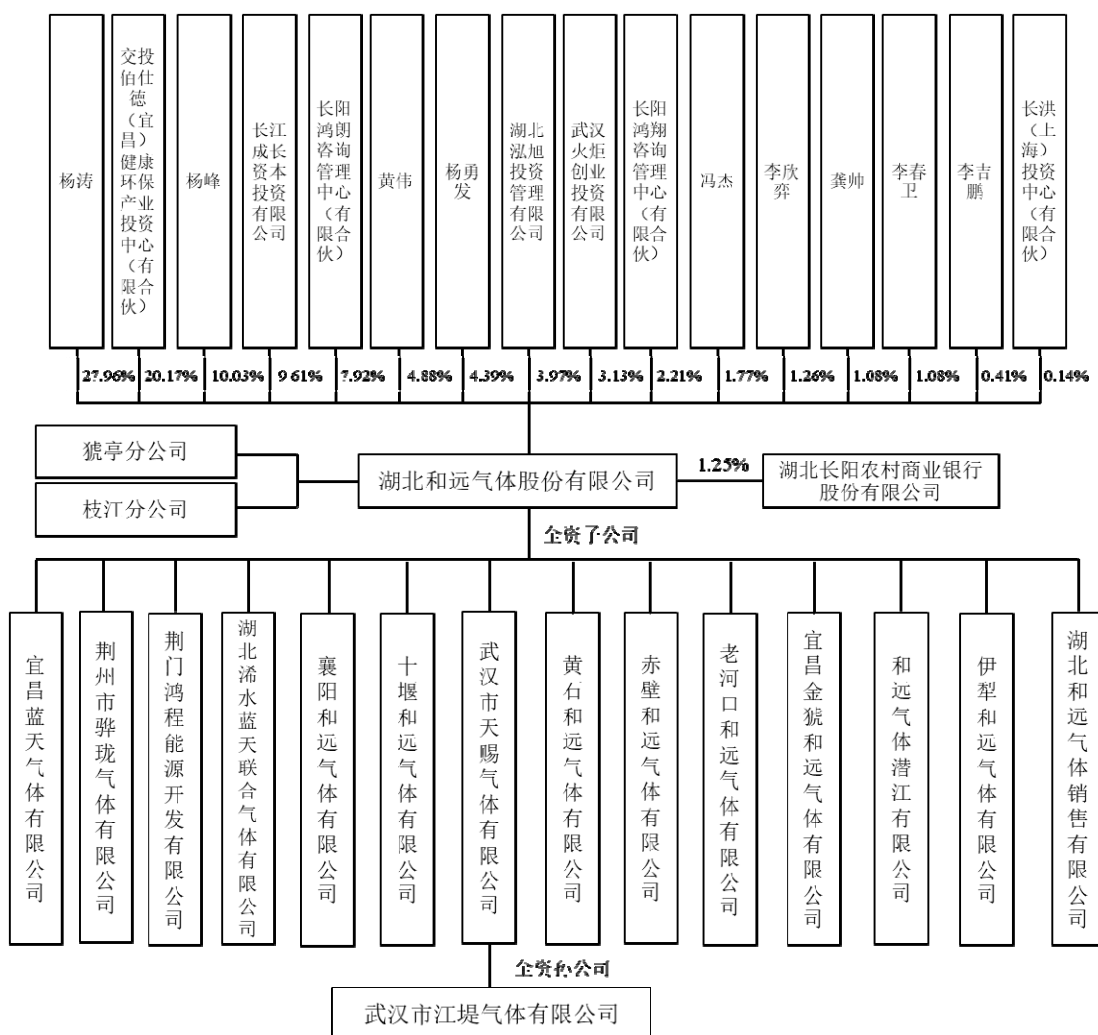 杨涛
交投
伯仕
德
（宜
昌）
健康
环保
产业
投资
中心
（有
限合
伙）
杨峰
长江
成长
资本
投资
有限
公司
长阳
鸿朗
咨询
管理
中心
（有
限合
伙）
黄伟
杨勇
发
湖北
泓旭
投资
管理
有限
公司
武汉
火炬
创业
投资
有限
公司
长阳
鸿翔
咨询
管理
中心
（有
限合
伙）
冯杰
李欣
弈
龚帅
李春
卫
李吉
鹏
长洪
（上
海）
投资
中心
（有
限合
伙）
27.96% 20.17% 10.03% 9.61% 7.92% 4.88% 4.39% 3.97% 3.13% 2.21% 1.77% 1.26% 1.08% 1.08% 0.41% 0.14%
猇亭分公司
枝江分公司
湖北和远气体股份有限公司
1.25%
湖北长阳农村商业银行
股份有限公司
全资子公司
宜昌蓝天气体有限公司
荆州市骅珑气体有限公司
荆门鸿程能源开发有限公司
湖北浠水蓝天联合气体有限公司
襄阳和远气体有限公司
十堰和远气体有限公司
武汉市天赐气体有限公司
黄石和远气体有限公司
赤壁和远气体有限公司
老河口和远气体有限公司
宜昌金猇和远气体有限公司
和远气体潜江有限公司
伊犁和远气体有限公司
湖北和远气体销售有限公司
全资孙公司
武汉市江堤气体有限公司